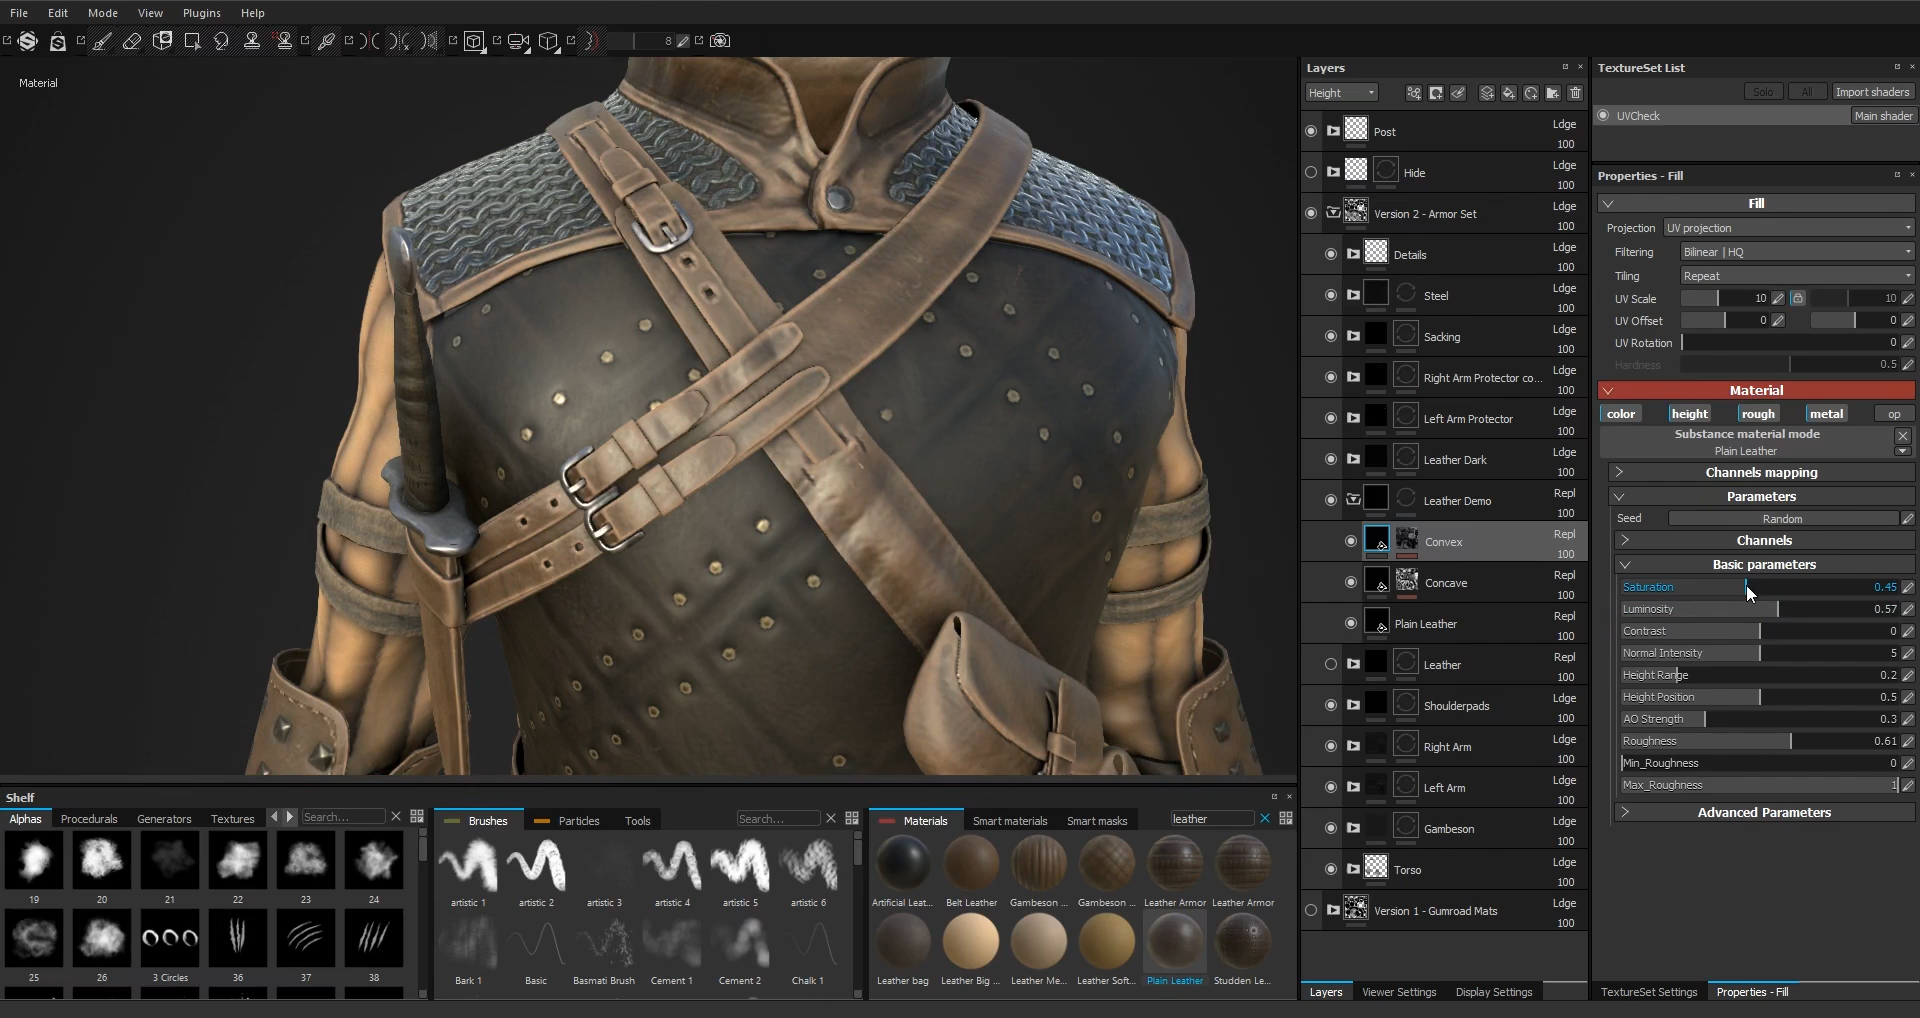 File Edit Mode View Plugins Help
8
Material
Layers
Height
Post Ldge 100
Hide Ldge 100
Version 2 - Armor Set Ldge 100
Details Ldge 100
Steel Ldge 100
Sacking Ldge 100
Right Arm Protector co... Ldge 100
Left Arm Protector Ldge 100
Leather Dark Ldge 100
Leather Demo Repl 100
Convex Repl 100
Concave Repl 100
Plain Leather Repl 100
Leather Repl 100
Shoulderpads Ldge 100
Right Arm Ldge 100
Left Arm Ldge 100
Gambeson Ldge 100
Torso Ldge 100
Version 1 - Gumroad Mats Ldge 100
Layers Viewer Settings Display Settings
TextureSet List
Solo All Import shaders
UVCheck Main shader
Properties - Fill
Fill
Projection UV projection
Filtering Bilinear | HQ
Tiling Repeat
UV Scale 10 10
UV Offset 0 0
UV Rotation 0
Hardness 0.5
Material
color height rough metal op
Substance material mode
Plain Leather
Channels mapping
Parameters
Seed Random
Channels
Basic parameters
Saturation 0.45
Luminosity 0.57
Contrast 0
Normal Intensity 5
Height Range 0.2
Height Position 0.5
AO Strength 0.3
Roughness 0.61
Min_Roughness 0
Max_Roughness 1
Advanced Parameters
TextureSet Settings Properties - Fill
Shelf
Alphas Procedurals Generators Textures Search...
19 20 21 22 23 24
25 26 3 Circles 36 37 38
Brushes Particles Tools Search...
artistic 1 artistic 2 artistic 3 artistic 4 artistic 5 artistic 6
Bark 1 Basic Basmati Brush Cement 1 Cement 2 Chalk 1
Materials Smart materials Smart masks leather
Artificial Leat... Belt Leather Gambeson ... Gambeson ... Leather Armor Leather Armor
Leather bag Leather Big ... Leather Me... Leather Soft... Plain Leather Studden Le...